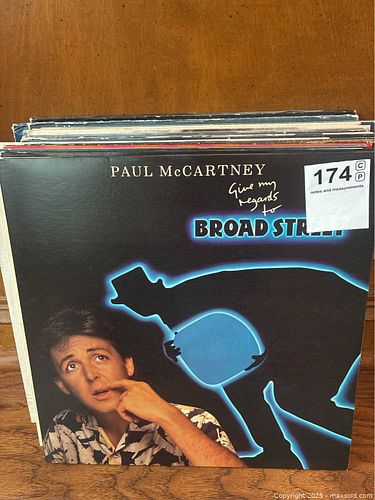 PAUL McCARTNEY
Give my
regards
to
BROAD STREET
174
C
P
notes and measurements
Copyright 2025 - maxsold.com